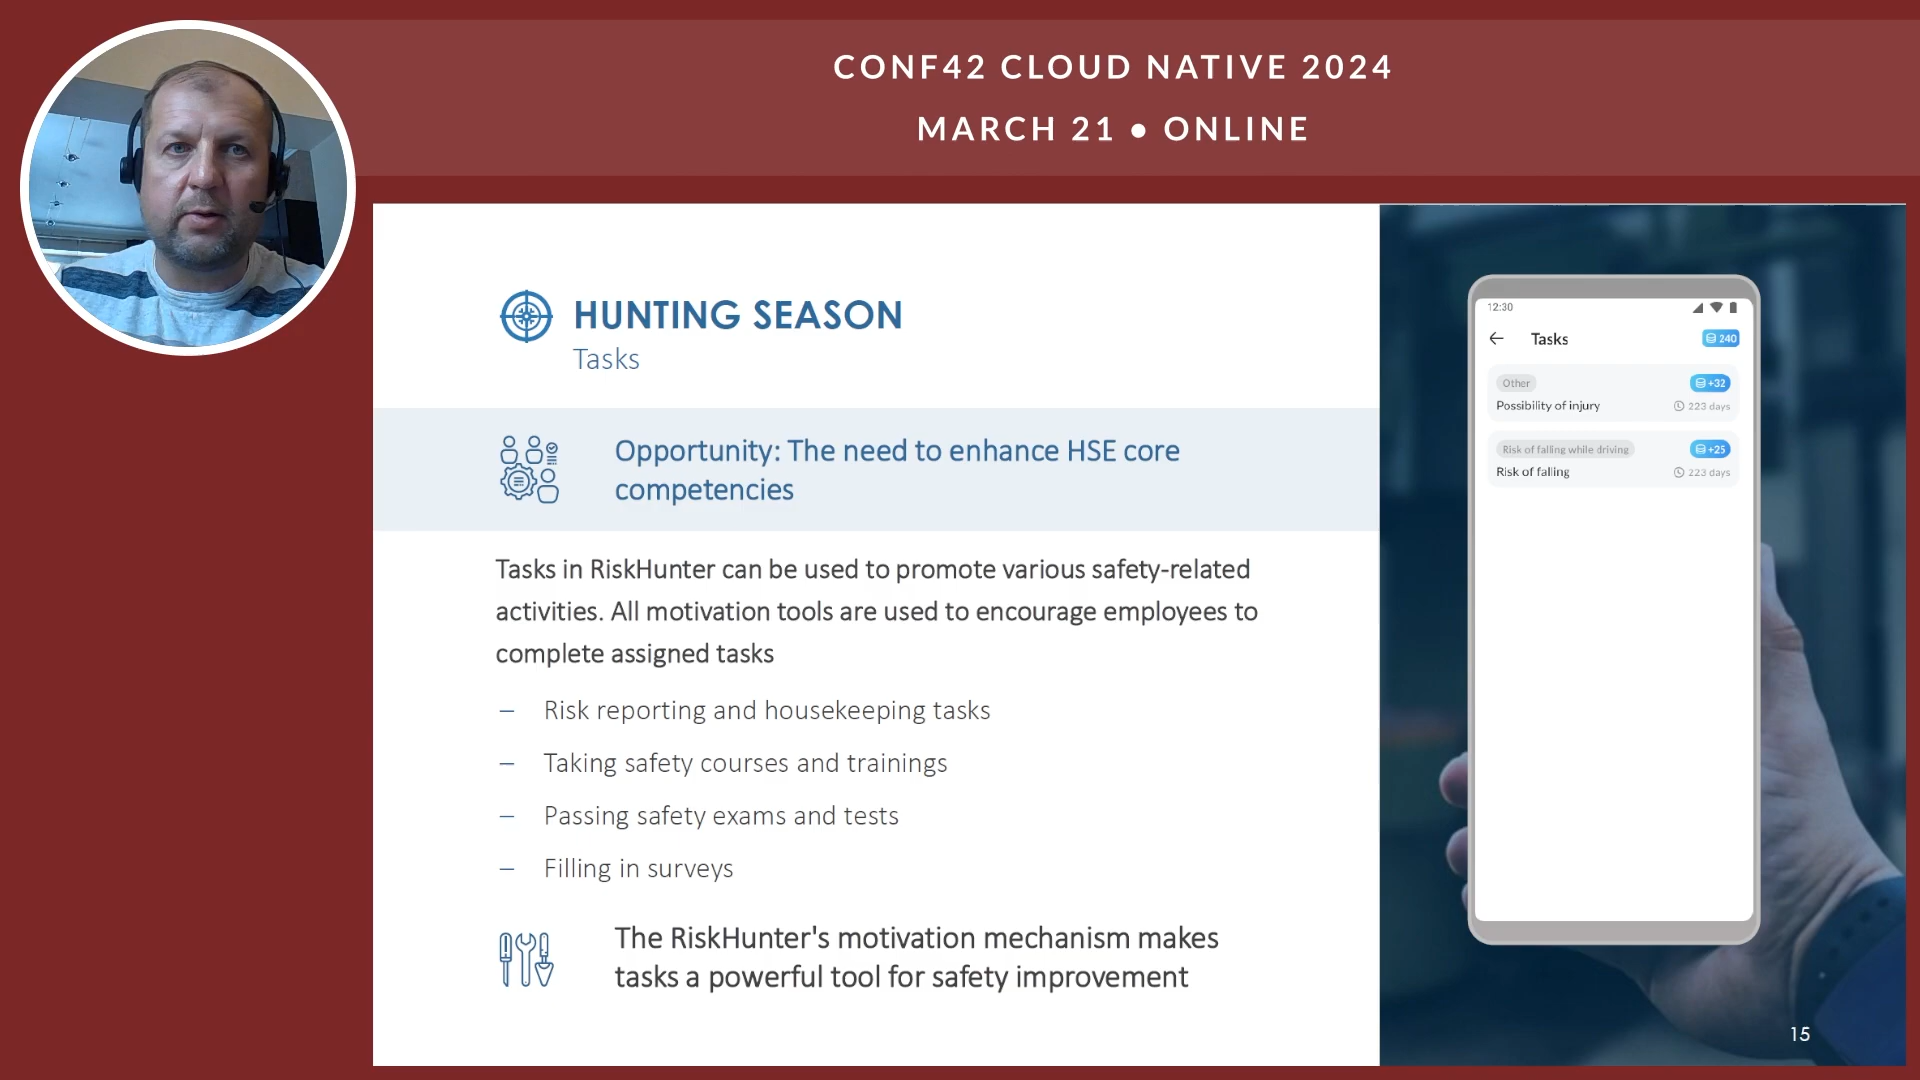 CONF42 CLOUD NATIVE 2024
MARCH 21 ● ONLINE
HUNTING SEASON
Tasks
Opportunity: The need to enhance HSE core
competencies
Tasks in RiskHunter can be used to promote various safety-related
activities. All motivation tools are used to encourage employees to
complete assigned tasks
– Risk reporting and housekeeping tasks
– Taking safety courses and trainings
– Passing safety exams and tests
– Filling in surveys
The RiskHunter's motivation mechanism makes
tasks a powerful tool for safety improvement
12:30
Tasks 240
Other +32
Possibility of injury 223 days
Risk of falling while driving +25
Risk of falling 223 days
15